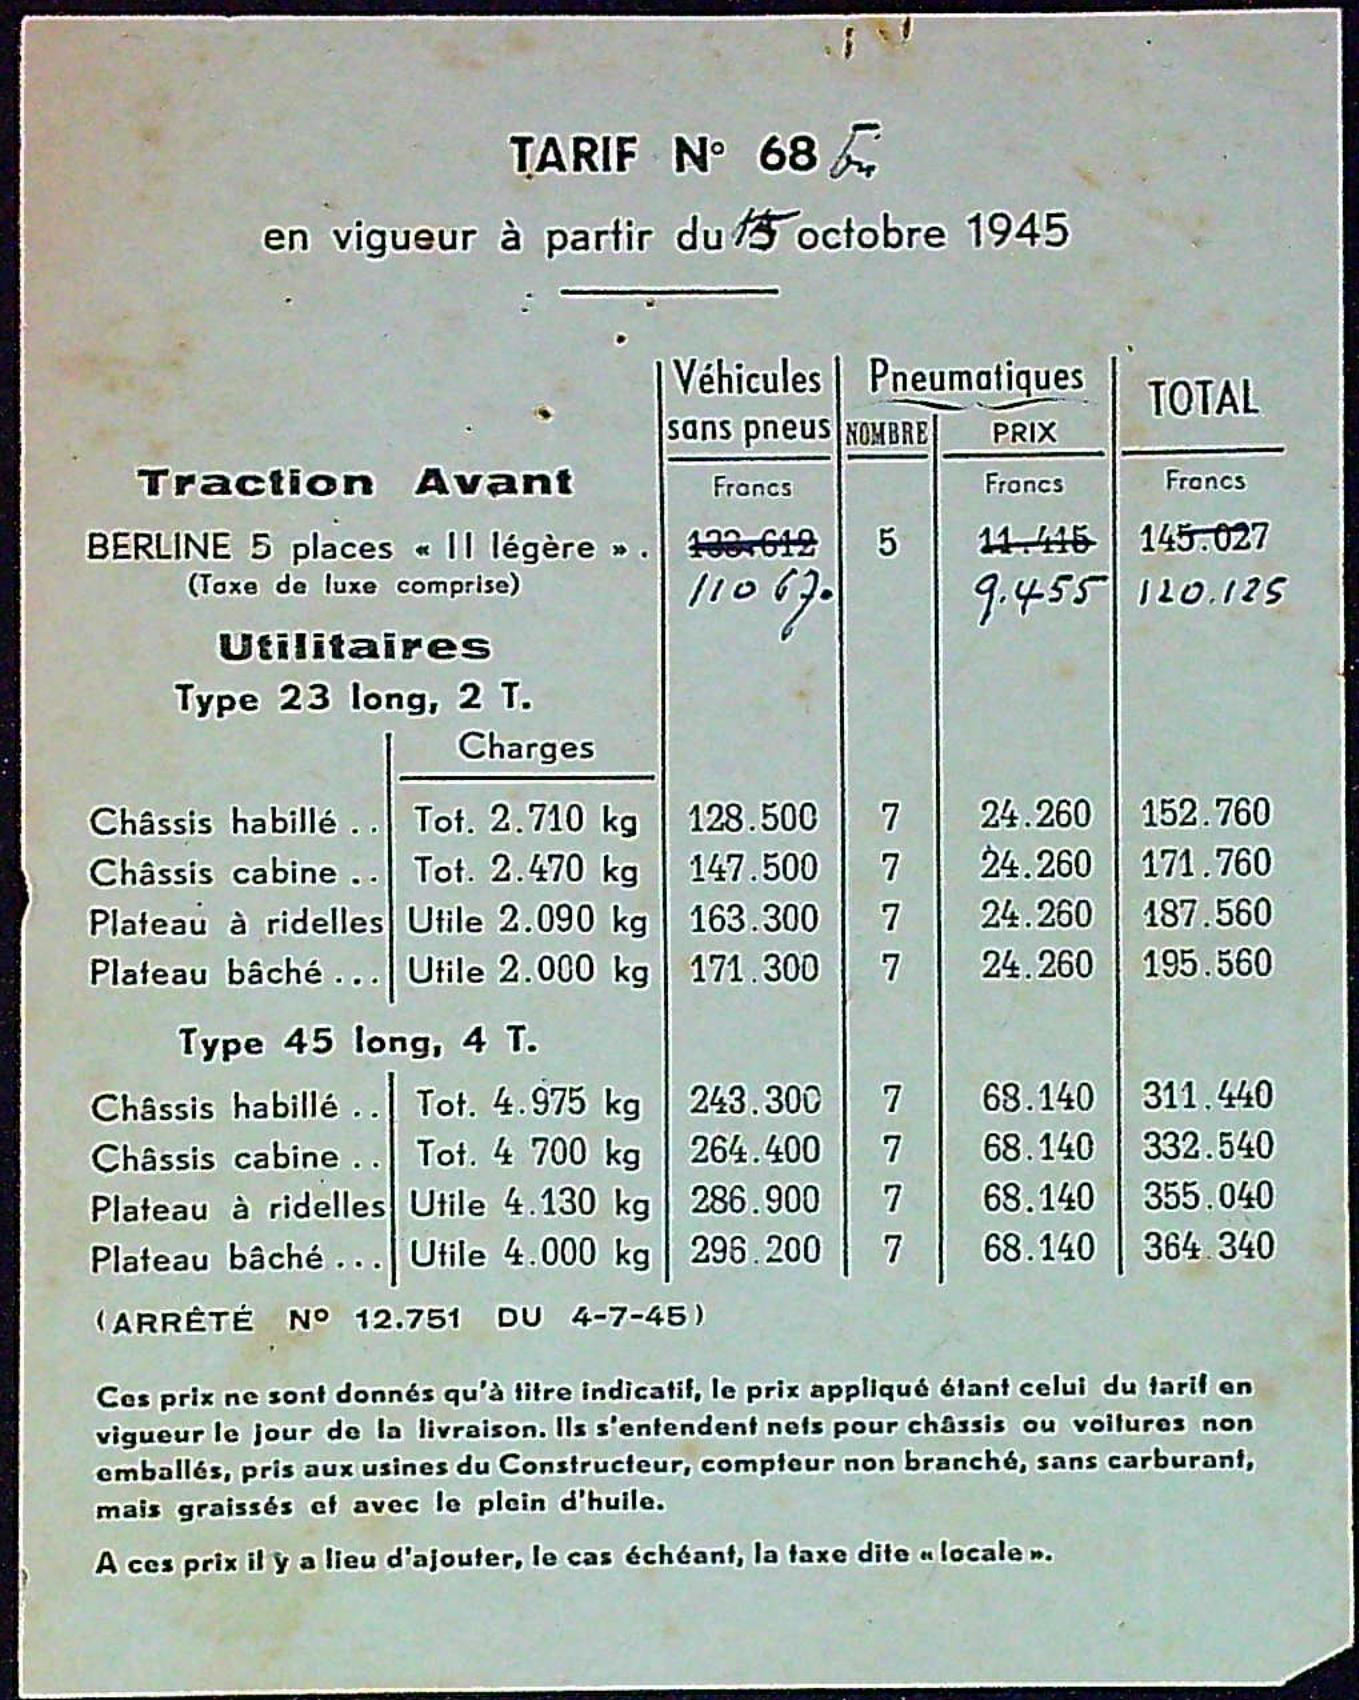 TARIF N° 68
en vigueur à partir du 15 octobre 1945
Véhicules sans pneus | Pneumatiques | TOTAL
NOMBRE | PRIX
Traction Avant Francs Francs Francs
BERLINE 5 places « 11 légère » . 133.612 5 11.415 145.027
(Taxe de luxe comprise) 110 67. 9.455 120.125
Utilitaires
Type 23 long, 2 T.
Charges
Châssis habillé .. Tot. 2.710 kg 128.500 7 24.260 152.760
Châssis cabine .. Tot. 2.470 kg 147.500 7 24.260 171.760
Plateau à ridelles Utile 2.090 kg 163.300 7 24.260 187.560
Plateau bâché ... Utile 2.000 kg 171.300 7 24.260 195.560
Type 45 long, 4 T.
Châssis habillé .. Tot. 4.975 kg 243.300 7 68.140 311.440
Châssis cabine .. Tot. 4 700 kg 264.400 7 68.140 332.540
Plateau à ridelles Utile 4.130 kg 286.900 7 68.140 355.040
Plateau bâché ... Utile 4.000 kg 296.200 7 68.140 364.340
(ARRÊTÉ N° 12.751 DU 4-7-45)
Ces prix ne sont donnés qu'à titre indicatif, le prix appliqué étant celui du tarif en
vigueur le jour de la livraison. Ils s'entendent nets pour châssis ou voitures non
emballés, pris aux usines du Constructeur, compteur non branché, sans carburant,
mais graissés et avec le plein d'huile.
A ces prix il y a lieu d'ajouter, le cas échéant, la taxe dite « locale ».